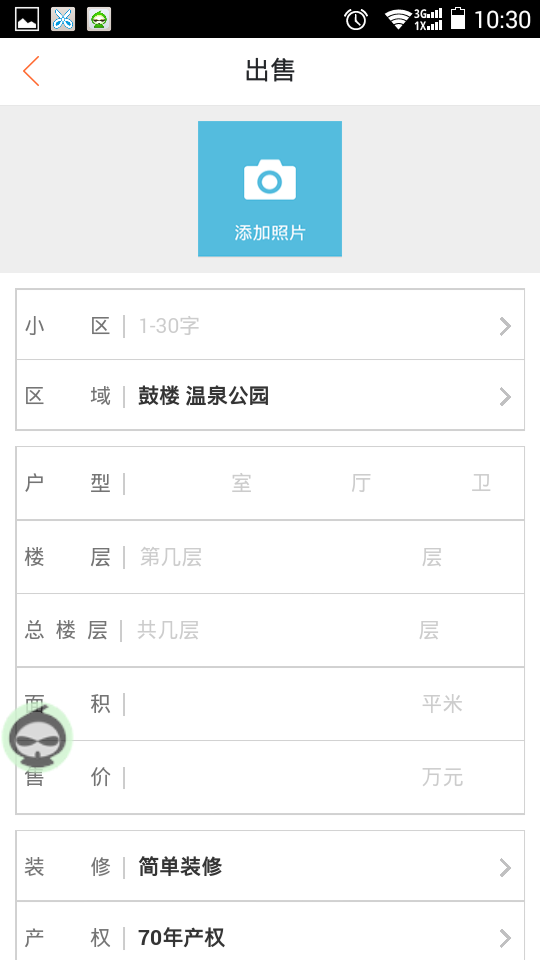 3G 1X 10:30
出售
添加照片
小区 1-30字
区域 鼓楼 温泉公园
户型 室 厅 卫
楼层 第几层 层
总楼层 共几层 层
面积 平米
售价 万元
装修 简单装修
产权 70年产权